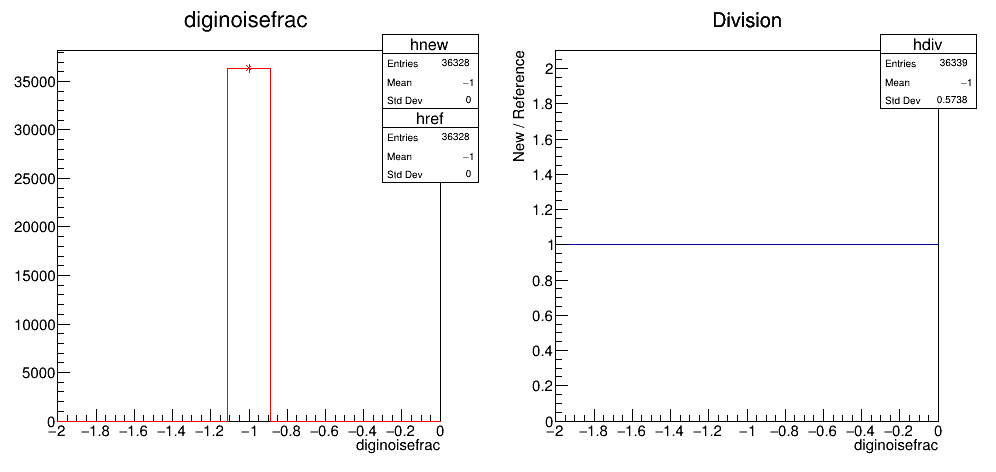 diginoisefrac
hnew
Entries 36328
Mean −1
Std Dev 0
href
Entries 36328
Mean −1
Std Dev 0
35000
30000
25000
20000
15000
10000
5000
0
−2 −1.8 −1.6 −1.4 −1.2 −1 −0.8 −0.6 −0.4 −0.2 0
diginoisefrac
Division
hdiv
Entries 36339
Mean −1
Std Dev 0.5738
New / Reference
2
1.8
1.6
1.4
1.2
1
0.8
0.6
0.4
0.2
0
−2 −1.8 −1.6 −1.4 −1.2 −1 −0.8 −0.6 −0.4 −0.2 0
diginoisefrac